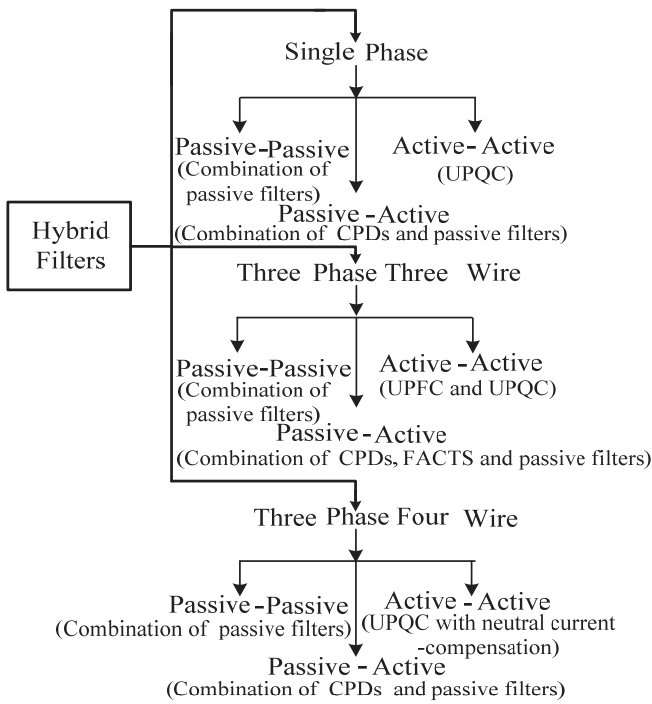 Single Phase
Passive-Passive
(Combination of
passive filters)
Active-Active
(UPQC)
Passive-Active
(Combination of CPDs and passive filters)
Hybrid
Filters
Three Phase Three Wire
Passive-Passive
(Combination of
passive filters)
Active-Active
(UPFC and UPQC)
Passive-Active
(Combination of CPDs, FACTS and passive filters)
Three Phase Four Wire
Passive-Passive
(Combination of passive filters)
Active-Active
(UPQC with neutral current
-compensation)
Passive-Active
(Combination of CPDs and passive filters)